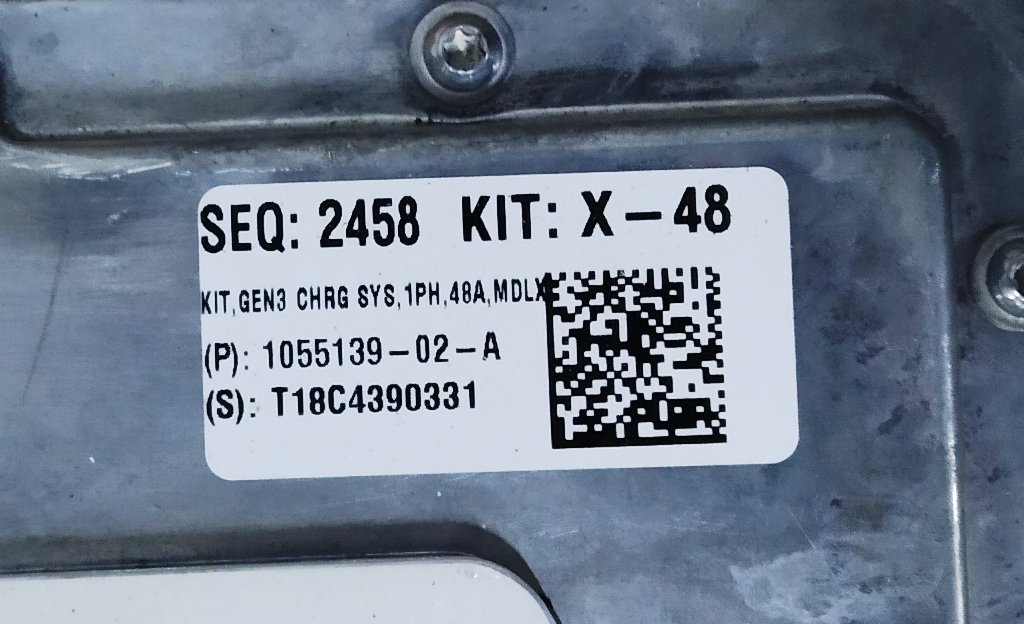 SEQ: 2458 KIT: X-48
KIT,GEN3 CHRG SYS,1PH,48A,MDLX
(P): 1055139-02-A
(S): T18C4390331